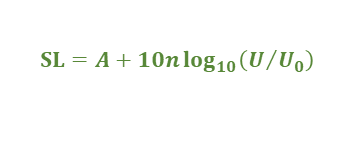 SL = A + 10n log₁₀(U/U₀)